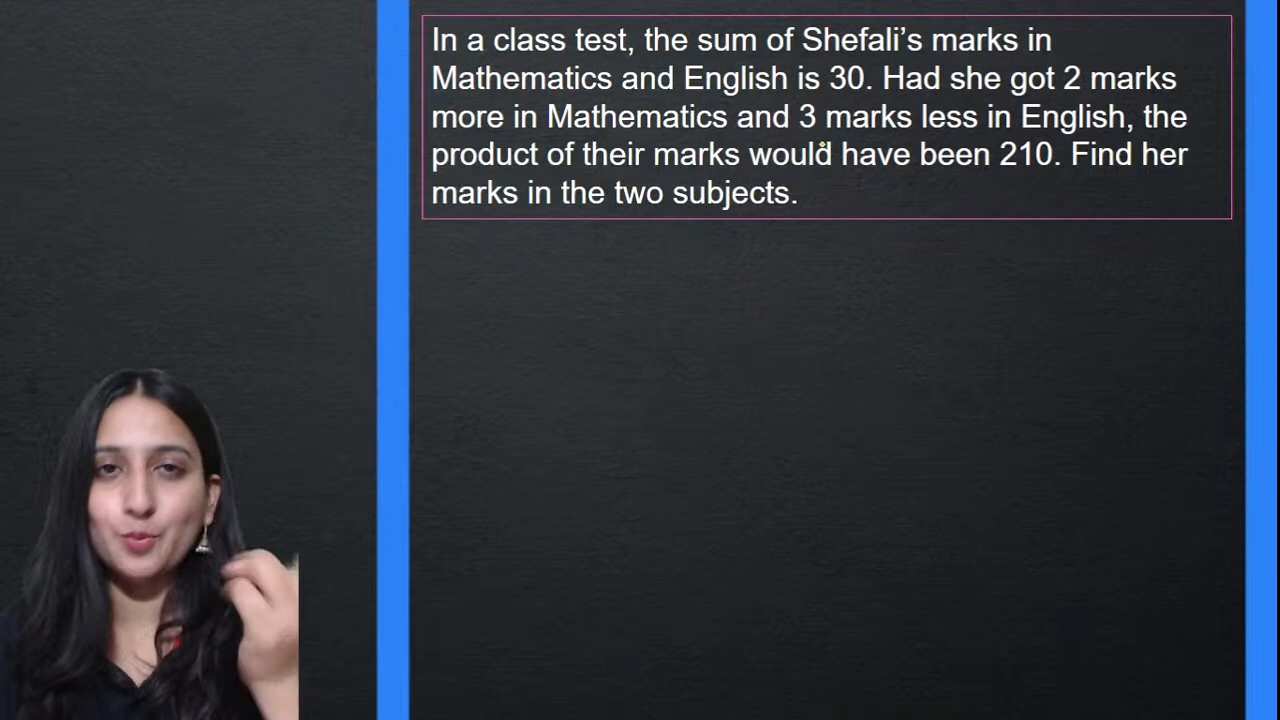 In a class test, the sum of Shefali’s marks in
Mathematics and English is 30. Had she got 2 marks
more in Mathematics and 3 marks less in English, the
product of their marks would have been 210. Find her
marks in the two subjects.